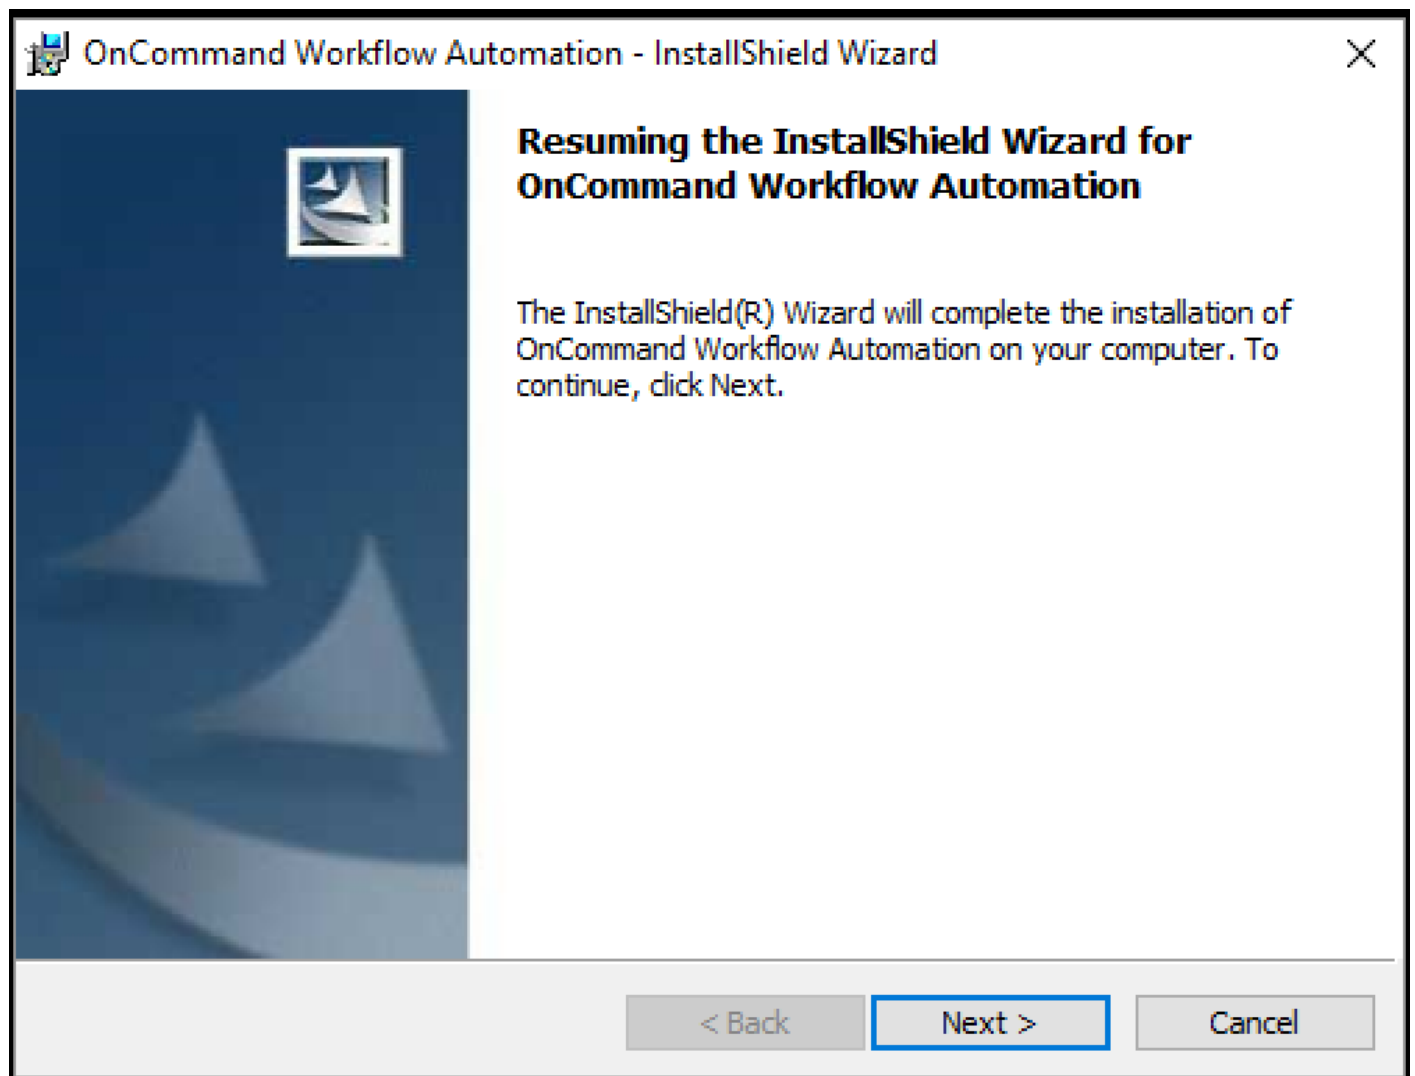 OnCommand Workflow Automation - InstallShield Wizard
Resuming the InstallShield Wizard for
OnCommand Workflow Automation
The InstallShield(R) Wizard will complete the installation of
OnCommand Workflow Automation on your computer. To
continue, click Next.
< Back Next > Cancel